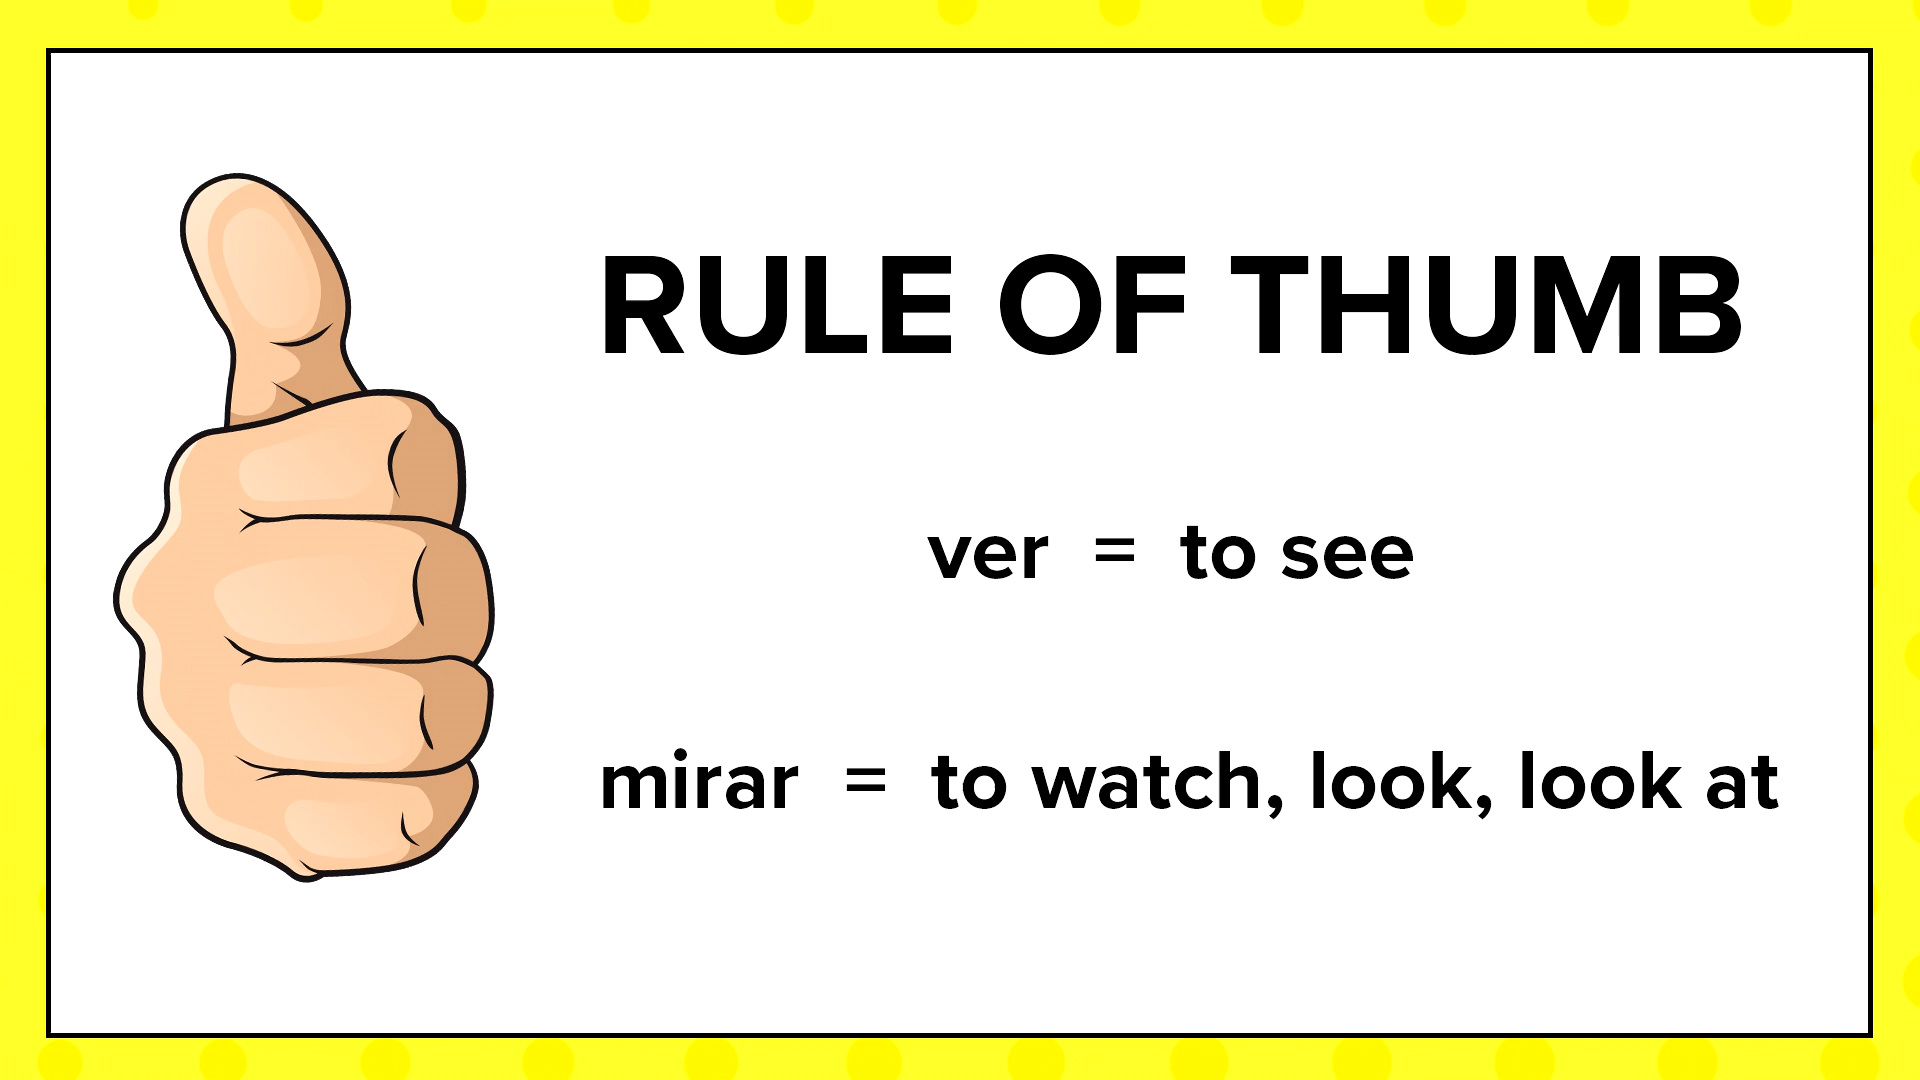 RULE OF THUMB
ver = to see
mirar = to watch, look, look at